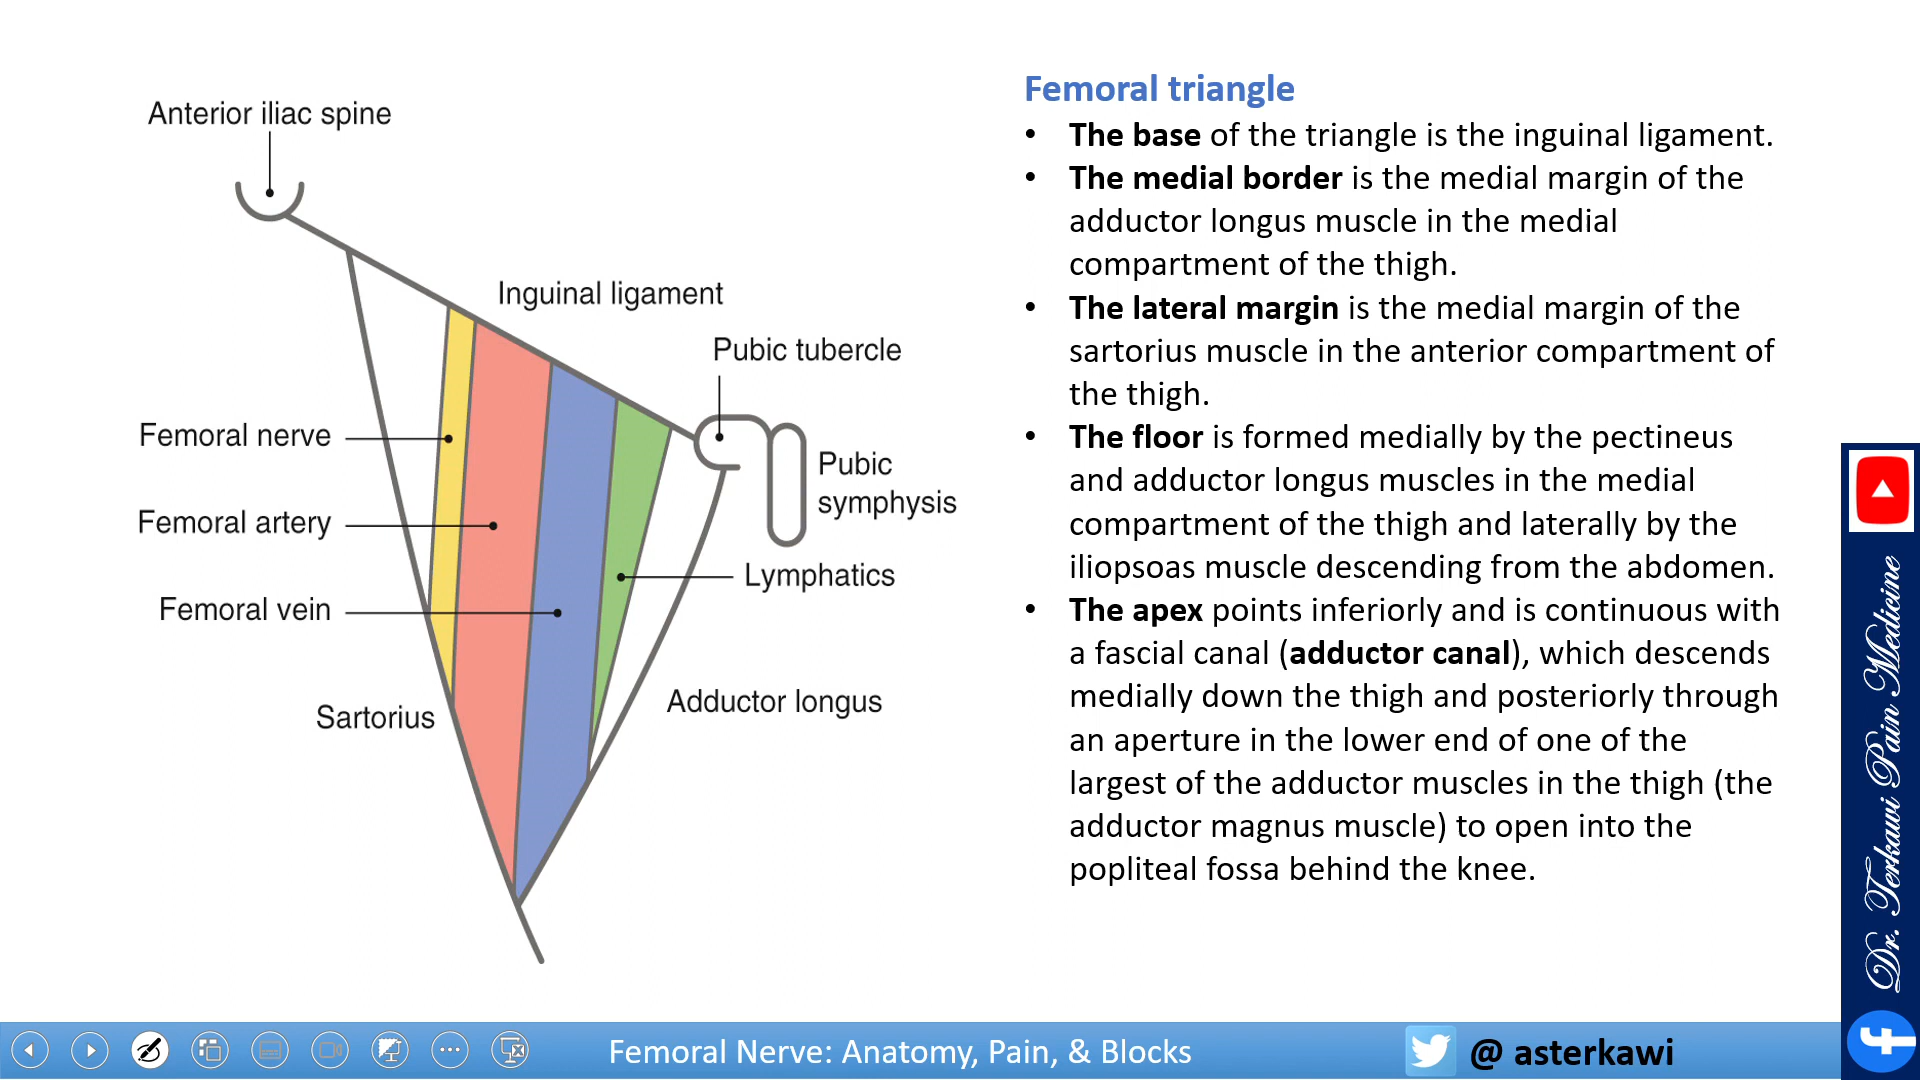 Anterior iliac spine
Inguinal ligament
Pubic tubercle
Femoral nerve
Pubic
symphysis
Femoral artery
Lymphatics
Femoral vein
Adductor longus
Sartorius
Femoral triangle
• The base of the triangle is the inguinal ligament.
• The medial border is the medial margin of the
adductor longus muscle in the medial
compartment of the thigh.
• The lateral margin is the medial margin of the
sartorius muscle in the anterior compartment of
the thigh.
• The floor is formed medially by the pectineus
and adductor longus muscles in the medial
compartment of the thigh and laterally by the
iliopsoas muscle descending from the abdomen.
• The apex points inferiorly and is continuous with
a fascial canal (adductor canal), which descends
medially down the thigh and posteriorly through
an aperture in the lower end of one of the
largest of the adductor muscles in the thigh (the
adductor magnus muscle) to open into the
popliteal fossa behind the knee.
Dr. Terkawi Pain Medicine
Femoral Nerve: Anatomy, Pain, & Blocks
@ asterkawi